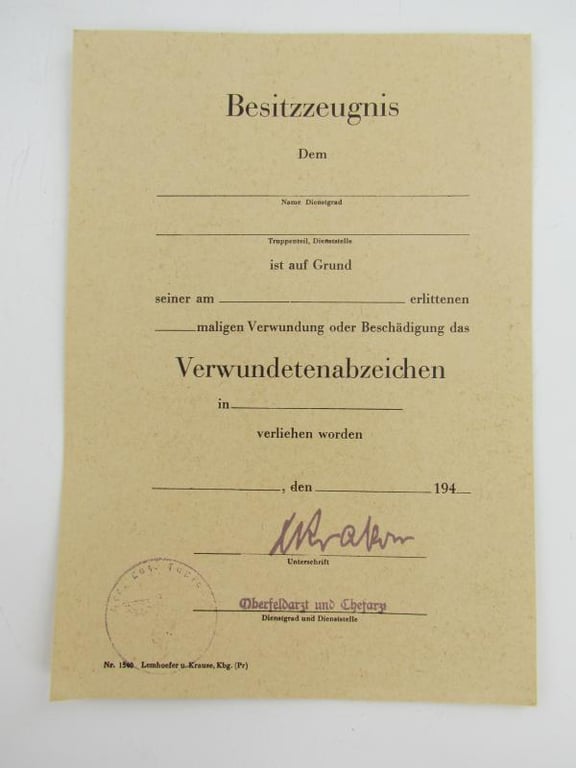 Besitzzeugnis
Dem
Name Dienstgrad
Truppenteil, Dienststelle
ist auf Grund
seiner am erlittenen
maligen Verwundung oder Beschädigung das
Verwundetenabzeichen
in
verliehen worden
, den 194
Unterschrift
Oberfeldarzt und Chefarz
Dienstgrad und Dienststelle
Nr. 1540 Lemhoefer u. Krause, Kbg. (Pr)